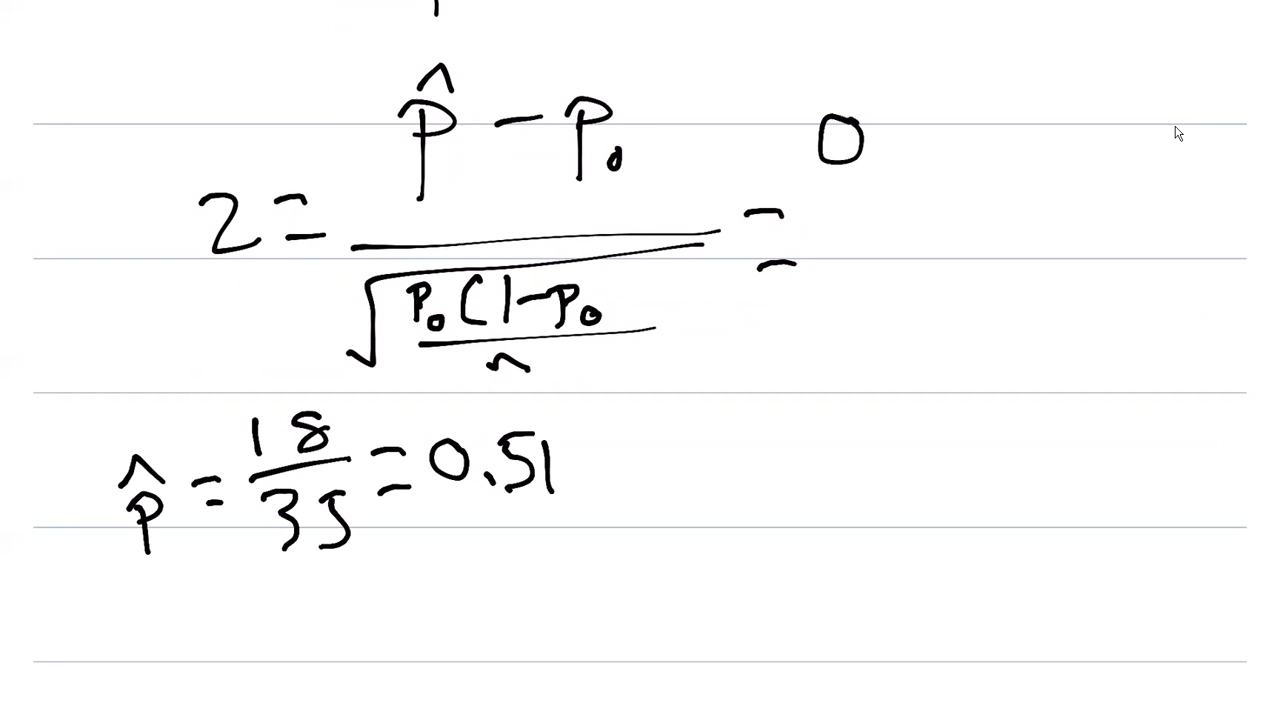 p̂ - p₀
z = ―――― = 0
√(p₀(1-p₀ / n
p̂ = 18/35 = 0.51